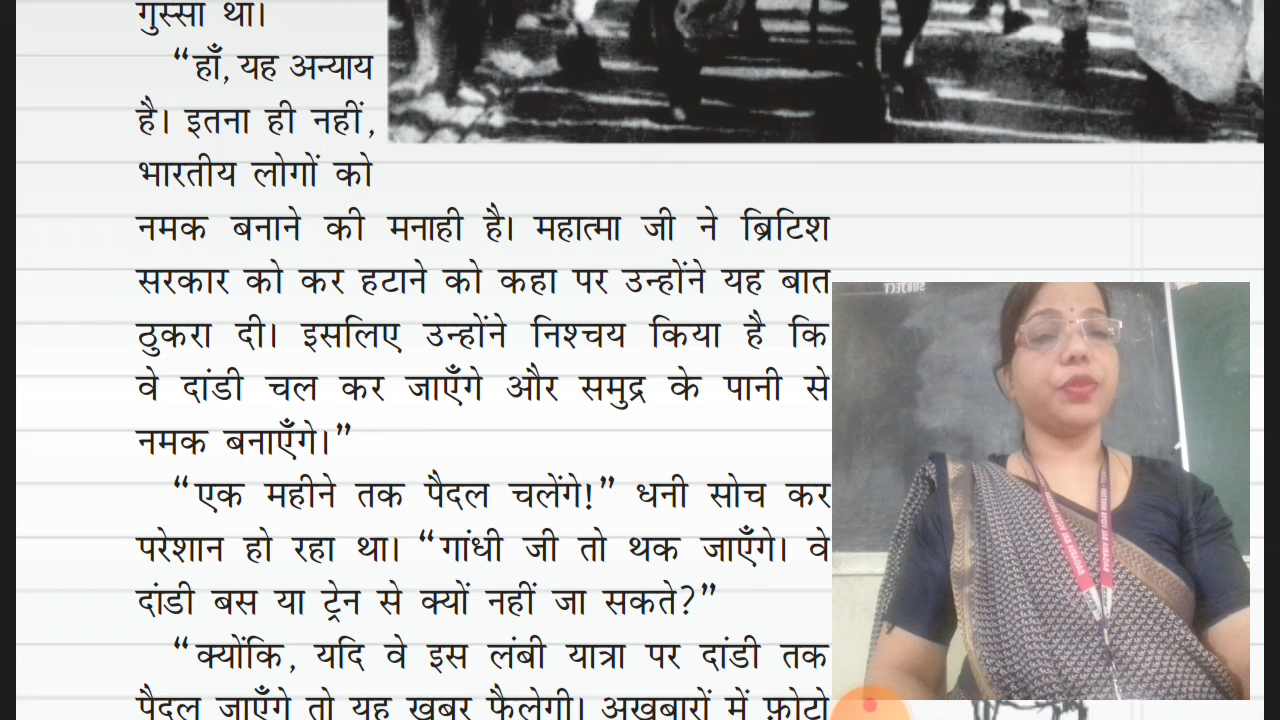 गुस्सा था।
“हाँ, यह अन्याय
है। इतना ही नहीं,
भारतीय लोगों को
नमक बनाने की मनाही है। महात्मा जी ने ब्रिटिश
सरकार को कर हटाने को कहा पर उन्होंने यह बात
ठुकरा दी। इसलिए उन्होंने निश्चय किया है कि
वे दांडी चल कर जाएँगे और समुद्र के पानी से
नमक बनाएँगे।”
“एक महीने तक पैदल चलेंगे!” धनी सोच कर
परेशान हो रहा था। “गांधी जी तो थक जाएँगे। वे
दांडी बस या ट्रेन से क्यों नहीं जा सकते?”
“क्योंकि, यदि वे इस लंबी यात्रा पर दांडी तक
पैदल जाएँगे तो यह खबर फैलेगी। अखबारों में फ़ोटो
SUBJECT